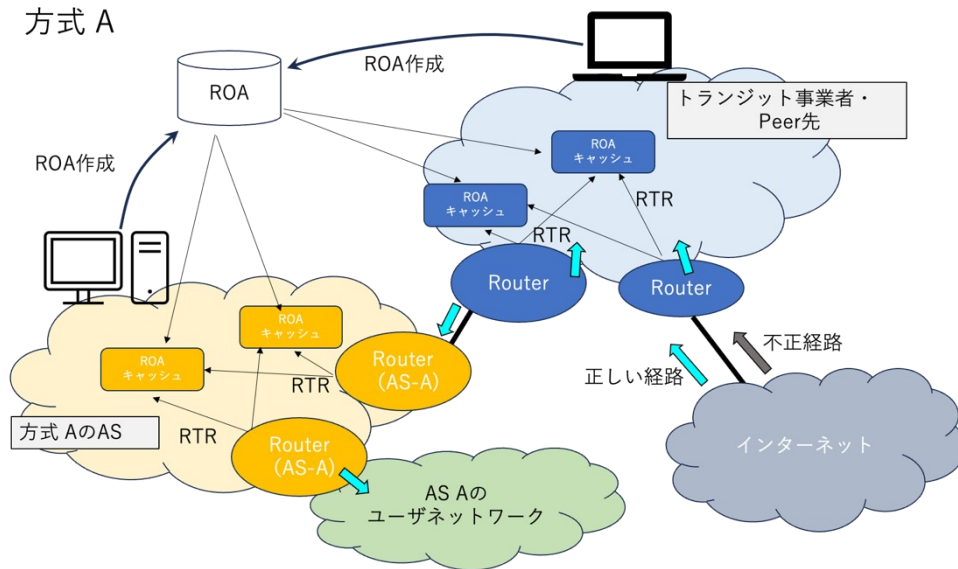 方式 A
ROA作成
ROA
トランジット事業者・
Peer先
ROA
キャッシュ
ROA作成
ROA
キャッシュ
RTR
RTR
Router
Router
ROA
キャッシュ
ROA
キャッシュ
Router
(AS-A)
RTR
不正経路
正しい経路
方式 AのAS
RTR
Router
(AS-A)
インターネット
AS Aの
ユーザネットワーク